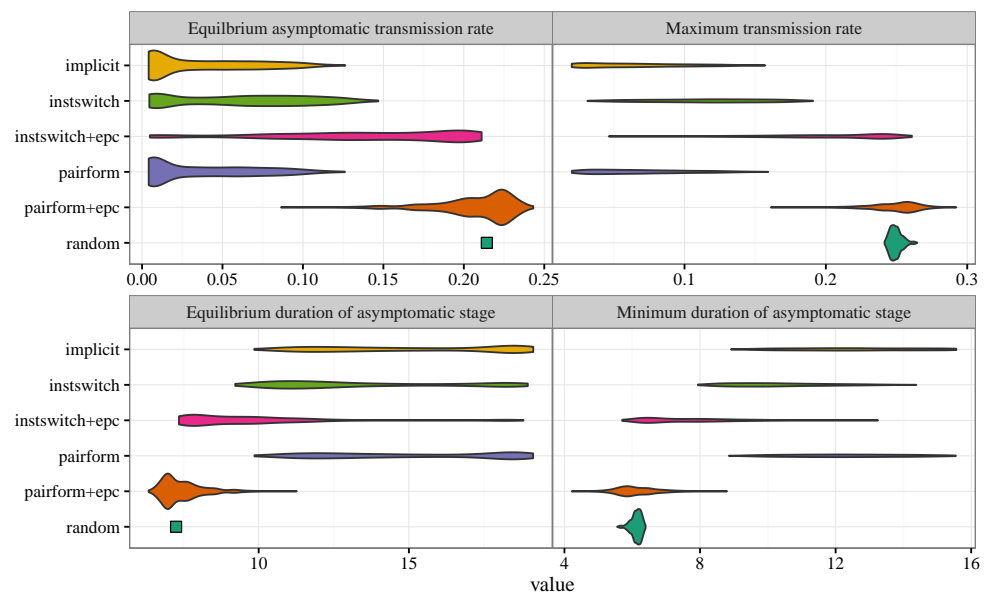 Equilbrium asymptomatic transmission rate
Maximum transmission rate
implicit
instswitch
instswitch+epc
pairform
pairform+epc
random
0.00 0.05 0.10 0.15 0.20 0.25
0.1 0.2 0.3
Equilibrium duration of asymptomatic stage
Minimum duration of asymptomatic stage
implicit
instswitch
instswitch+epc
pairform
pairform+epc
random
10 15
4 8 12 16
value